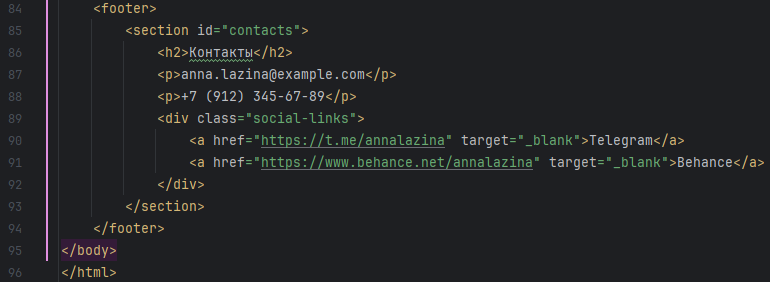 84 <footer>
85 <section id="contacts">
86 <h2>Контакты</h2>
87 <p>anna.lazina@example.com</p>
88 <p>+7 (912) 345-67-89</p>
89 <div class="social-links">
90 <a href="https://t.me/annalazina" target="_blank">Telegram</a>
91 <a href="https://www.behance.net/annalazina" target="_blank">Behance</a>
92 </div>
93 </section>
94 </footer>
95 </body>
96 </html>